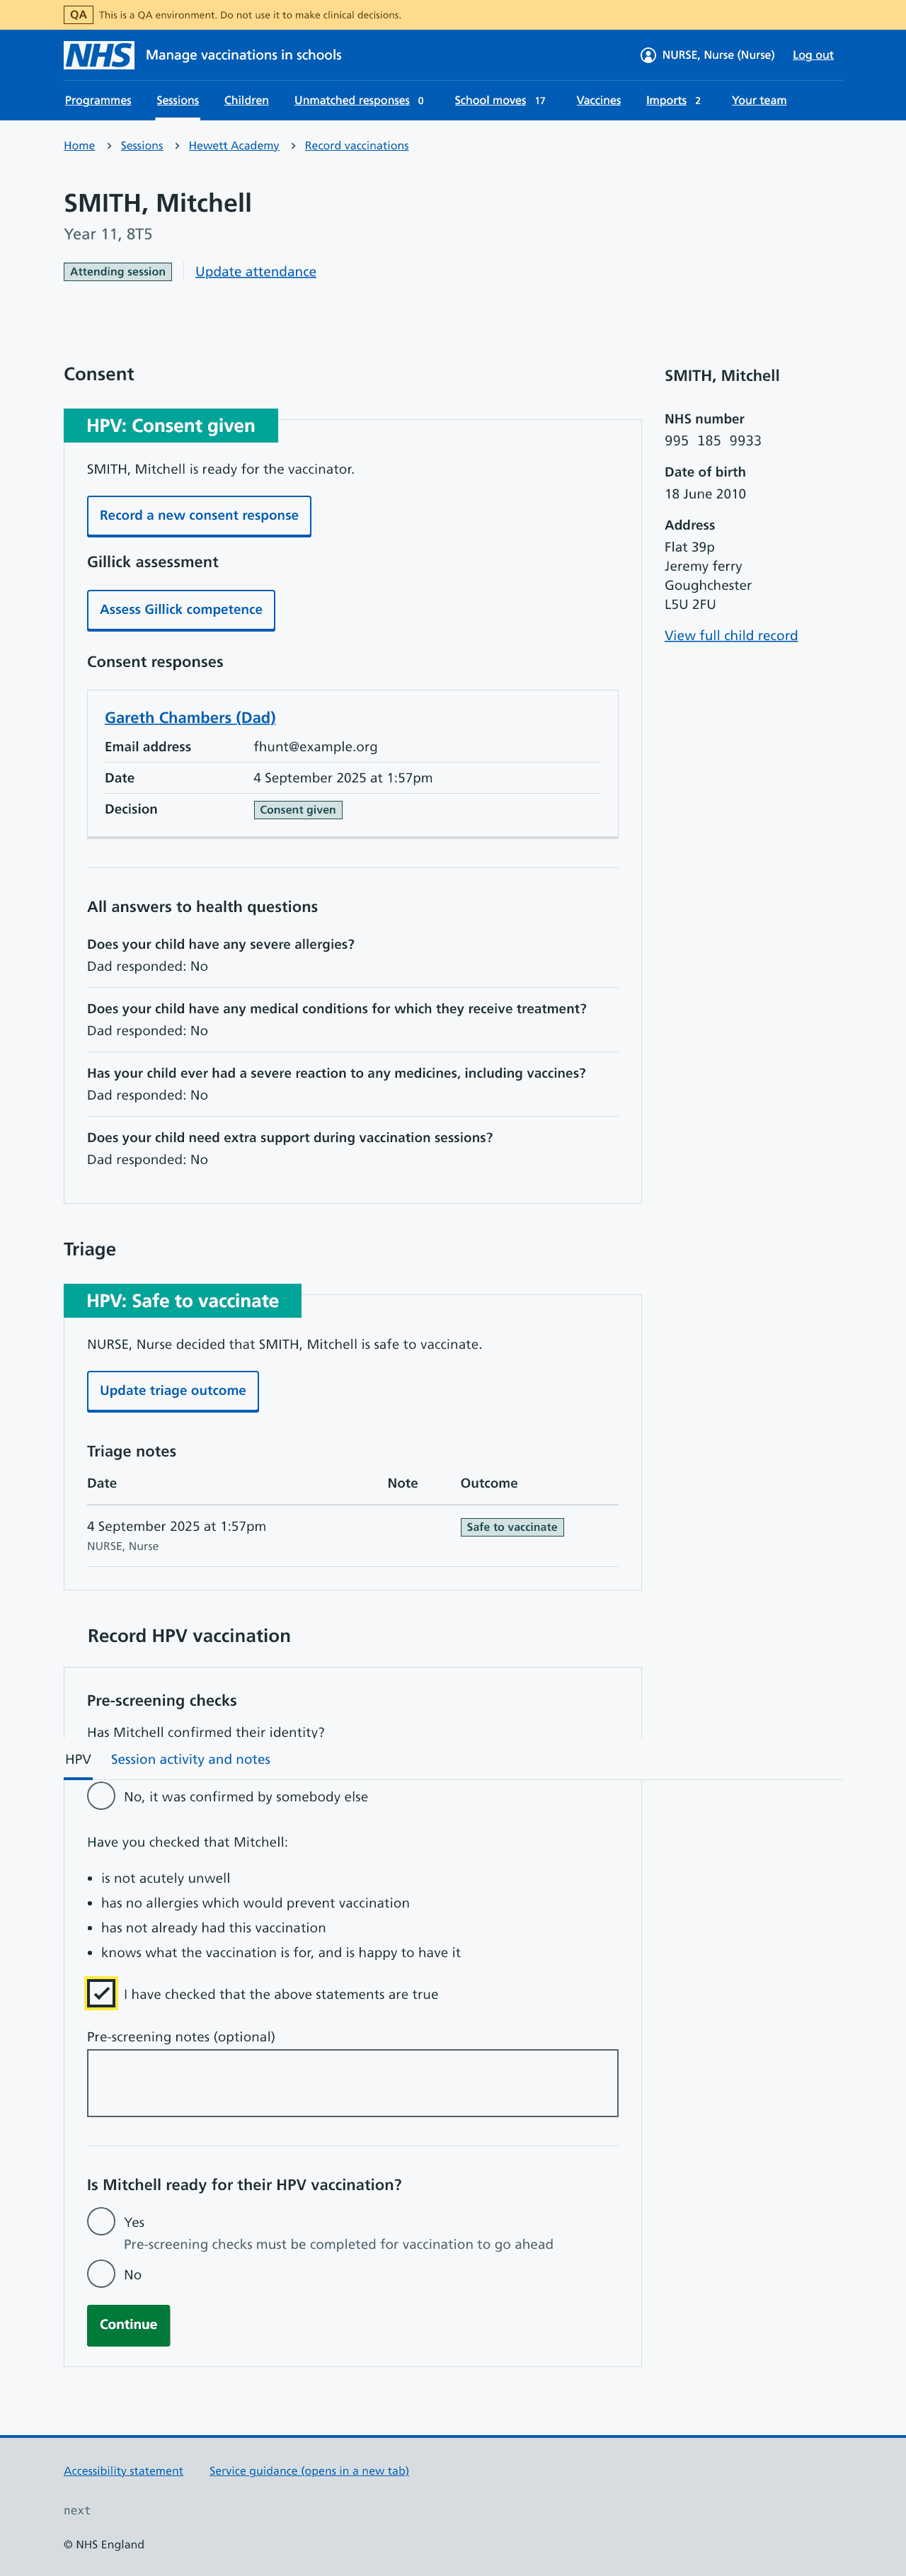 QA This is a QA environment. Do not use it to make clinical decisions.
NHS Manage vaccinations in schools NURSE, Nurse (Nurse) Log out
Programmes Sessions Children Unmatched responses 0 School moves 17 Vaccines Imports 2 Your team
Home Sessions Hewett Academy Record vaccinations
SMITH, Mitchell
Year 11, 8T5
Attending session Update attendance
Consent
HPV: Consent given
SMITH, Mitchell is ready for the vaccinator.
Record a new consent response
Gillick assessment
Assess Gillick competence
Consent responses
Gareth Chambers (Dad)
Email address fhunt@example.org
Date 4 September 2025 at 1:57pm
Decision Consent given
All answers to health questions
Does your child have any severe allergies?
Dad responded: No
Does your child have any medical conditions for which they receive treatment?
Dad responded: No
Has your child ever had a severe reaction to any medicines, including vaccines?
Dad responded: No
Does your child need extra support during vaccination sessions?
Dad responded: No
SMITH, Mitchell
NHS number
995 185 9933
Date of birth
18 June 2010
Address
Flat 39p
Jeremy ferry
Goughchester
L5U 2FU
View full child record
Triage
HPV: Safe to vaccinate
NURSE, Nurse decided that SMITH, Mitchell is safe to vaccinate.
Update triage outcome
Triage notes
Date Note Outcome
4 September 2025 at 1:57pm Safe to vaccinate
NURSE, Nurse
Record HPV vaccination
Pre-screening checks
Has Mitchell confirmed their identity?
HPV Session activity and notes
No, it was confirmed by somebody else
Have you checked that Mitchell:
• is not acutely unwell
• has no allergies which would prevent vaccination
• has not already had this vaccination
• knows what the vaccination is for, and is happy to have it
I have checked that the above statements are true
Pre-screening notes (optional)
Is Mitchell ready for their HPV vaccination?
Yes
Pre-screening checks must be completed for vaccination to go ahead
No
Continue
Accessibility statement Service guidance (opens in a new tab)
next
© NHS England